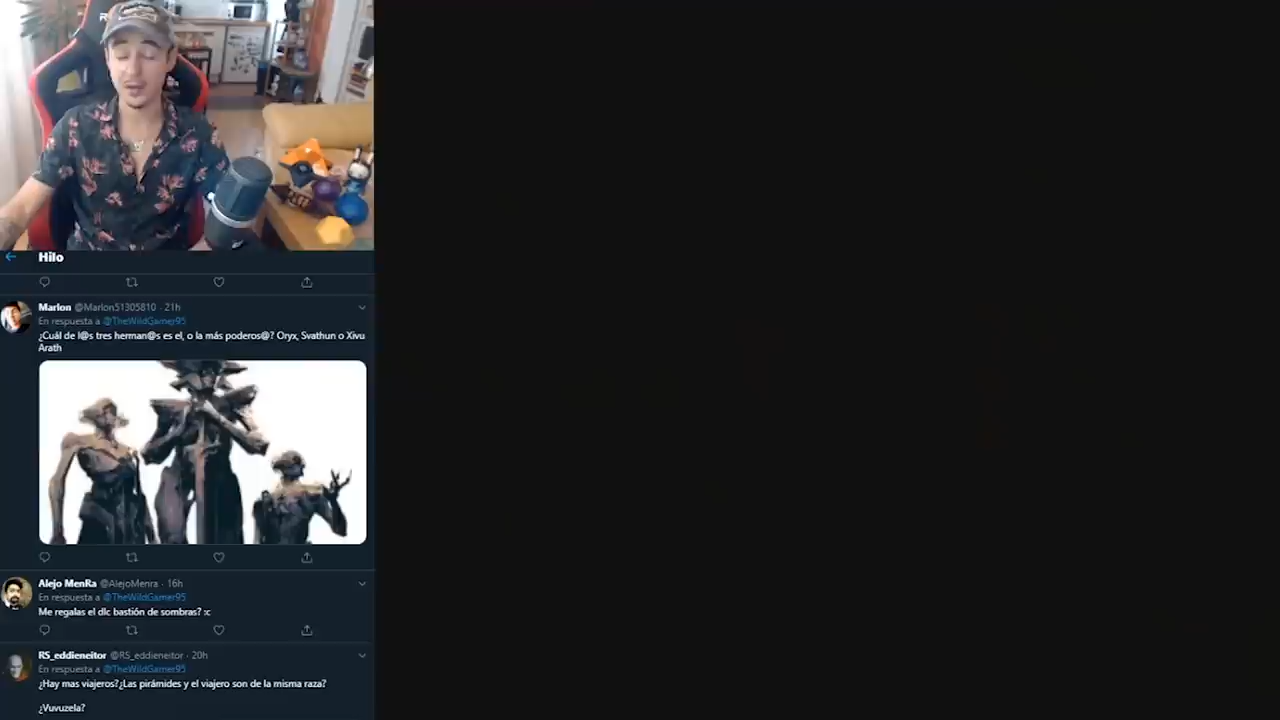 Hilo
Marlon @Marlon51305810 · 21h
En respuesta a @TheWildGamer95
¿Cuál de l@s tres herman@s es el, o la más poderos@? Oryx, Svathun o Xivu
Arath
Alejo MenRa @AlejoMenra · 16h
En respuesta a @TheWildGamer95
Me regalas el dlc bastión de sombras? :c
RS_eddieneitor @RS_eddieneitor · 20h
En respuesta a @TheWildGamer95
¿Hay mas viajeros?¿Las pirámides y el viajero son de la misma raza?
¿Vuvuzela?